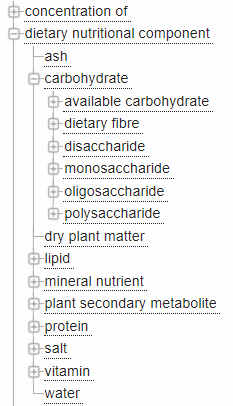 concentration of
dietary nutritional component
ash
carbohydrate
available carbohydrate
dietary fibre
disaccharide
monosaccharide
oligosaccharide
polysaccharide
dry plant matter
lipid
mineral nutrient
plant secondary metabolite
protein
salt
vitamin
water